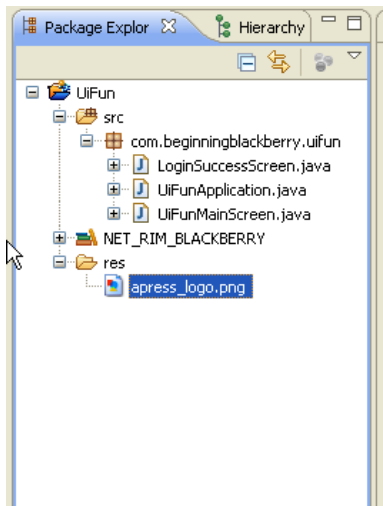 Package Explor Hierarchy
UiFun
src
com.beginningblackberry.uifun
LoginSuccessScreen.java
UiFunApplication.java
UiFunMainScreen.java
NET_RIM_BLACKBERRY
res
apress_logo.png